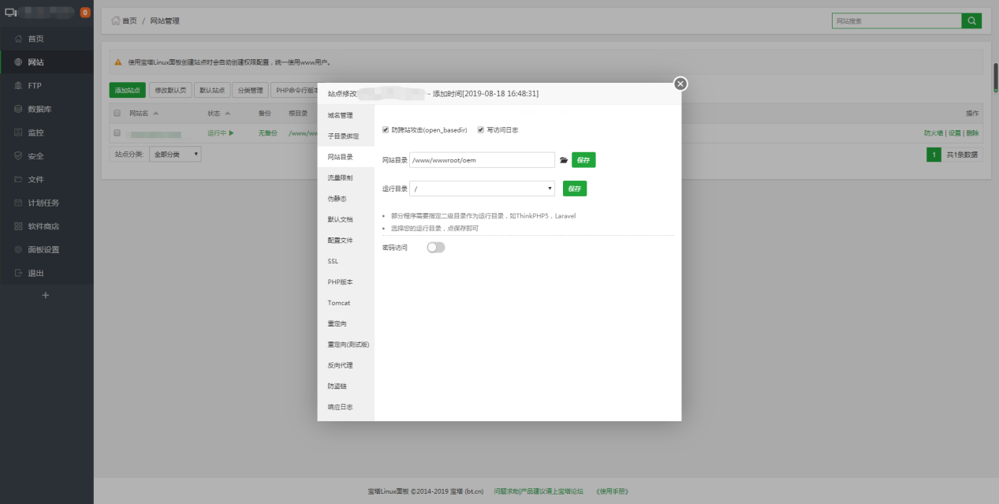 0
首页
网站
FTP
数据库
监控
安全
文件
计划任务
软件商店
面板设置
退出
+
首页 / 网站管理
网站搜索
使用宝塔Linux面板创建站点时会自动创建权限配置，统一使用www用户。
添加站点 修改默认页 默认站点 分类管理 PHP命令行版本
网站名 状态 备份 根目录 操作
运行中 无备份 /www/ww 防火墙 | 设置 | 删除
站点分类: 全部分类 1 共1条数据
站点修改 -- 添加时间[2019-08-18 16:48:31]
域名管理
子目录绑定
网站目录
流量限制
伪静态
默认文档
配置文件
SSL
PHP版本
Tomcat
重定向
重定向(测试版)
反向代理
防盗链
响应日志
防跨站攻击(open_basedir) 写访问日志
网站目录 /www/wwwroot/oem 保存
运行目录 / 保存
部分程序需要指定二级目录作为运行目录，如ThinkPHP5，Laravel
选择您的运行目录，点保存即可
密码访问
宝塔Linux面板 ©2014-2019 宝塔 (bt.cn) 问题求助|产品建议请上宝塔论坛 《使用手册》